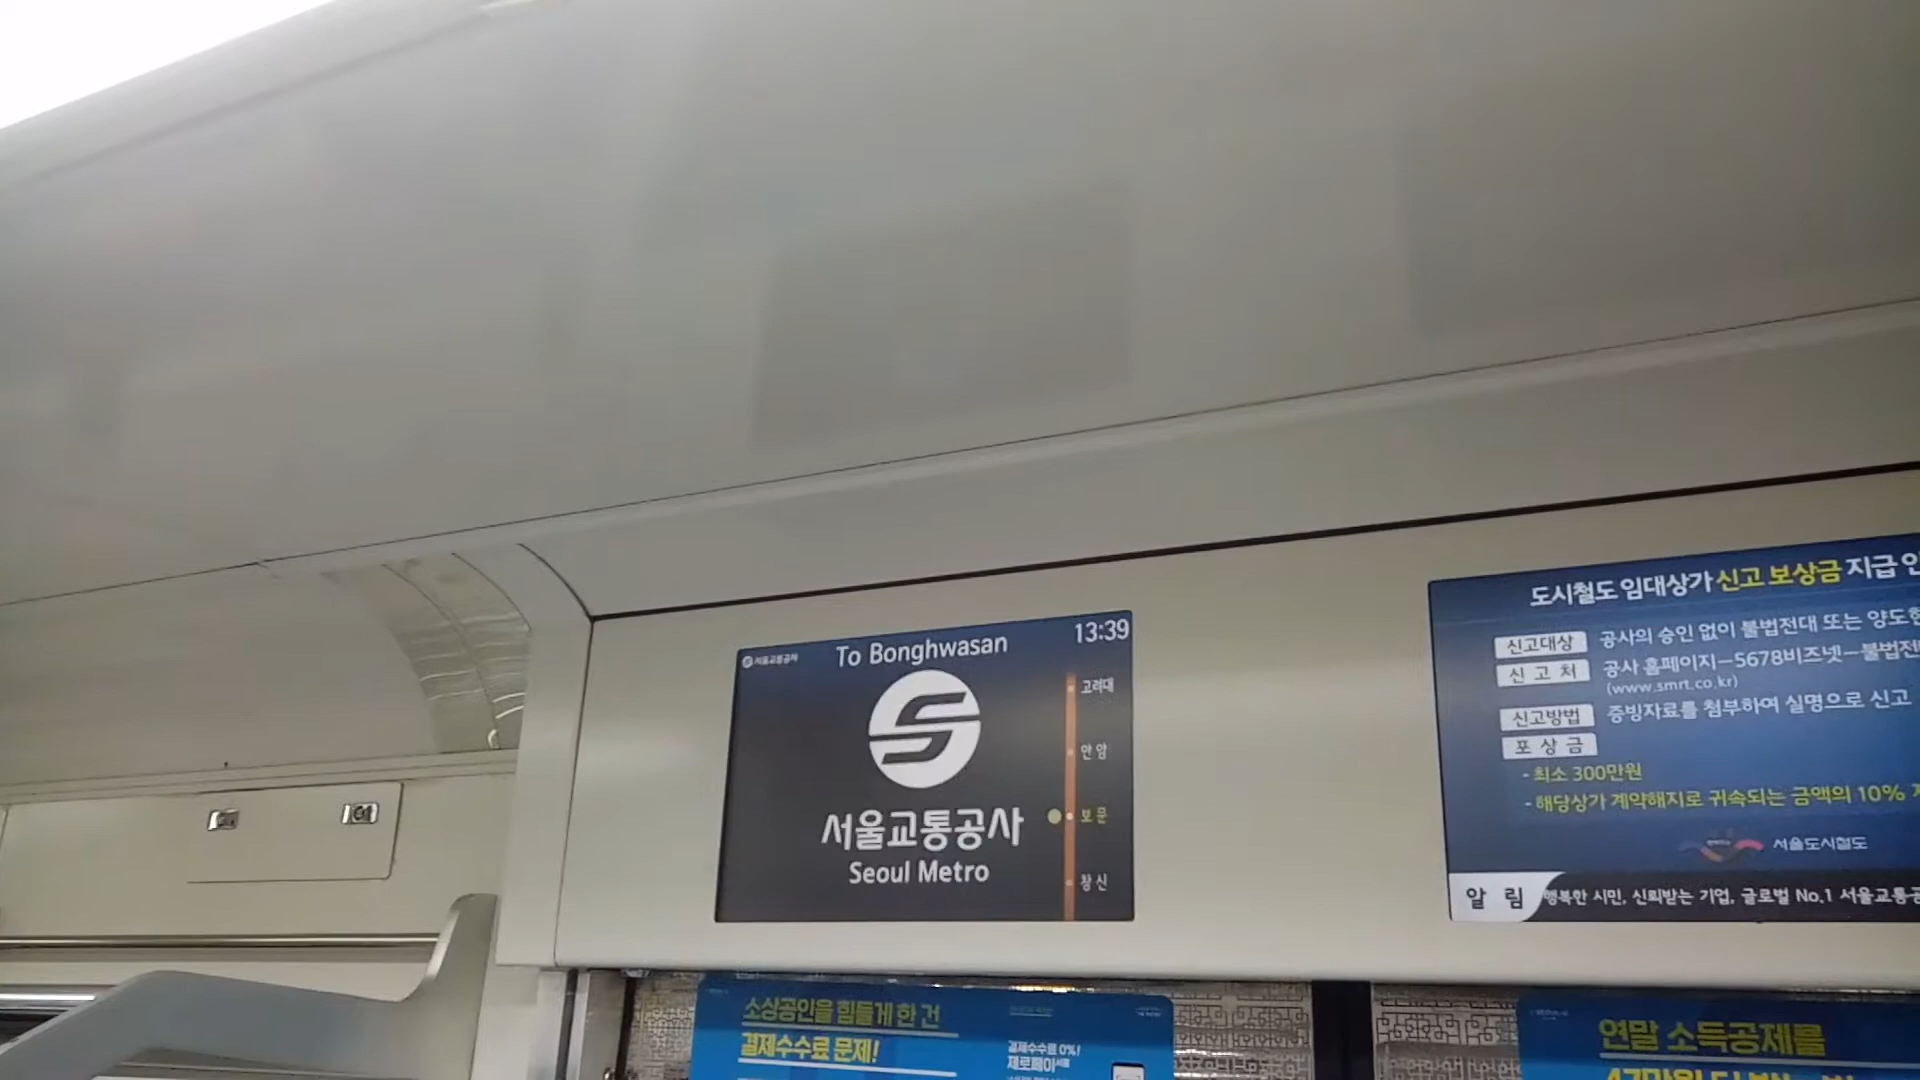 서울교통공사
To Bonghwasan
13:39
고려대
안암
보문
창신
서울교통공사
Seoul Metro
도시철도 임대상가 신고 보상금 지급
신고대상 공사의 승인 없이 불법전대 또는
신 고 처 공사 홈페이지-5678비즈넷-불법전
(www.smrt.co.kr)
신고방법 증빙자료를 첨부하여 실명으로 신고
포 상 금
- 최소 300만원
- 해당상가 계약해지로 귀속되는 금액의 10%
서울도시철도
알 림 행복한 시민, 신뢰받는 기업, 글로벌 No.1 서울교통공
소상공인을 힘들게 한 건
결제수수료 문제!
결제수수료 0%!
제로페이
연말 소득공제를